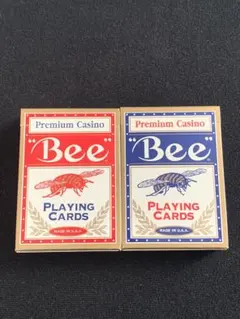 Premium Casino
"Bee"
PLAYING
CARDS
MADE IN U.S.A.
Premium Casino
"Bee"
PLAYING
CARDS
MADE IN U.S.A.